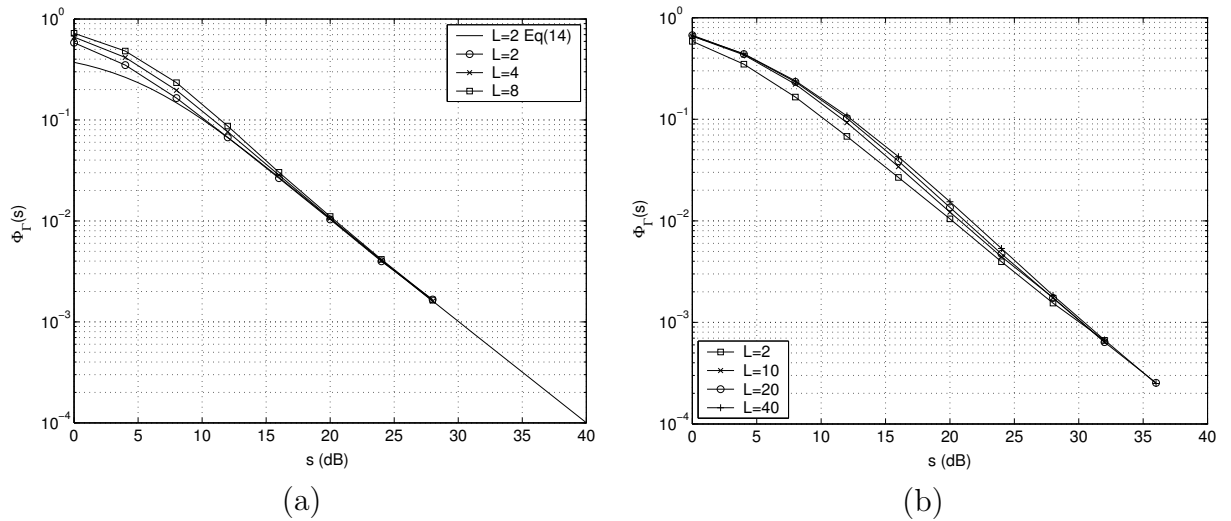 10^0
10^-1
10^-2
10^-3
10^-4
Φ_Γ(s)
0 5 10 15 20 25 30 35 40
s (dB)
L=2 Eq(14)
L=2
L=4
L=8
(a)
10^0
10^-1
10^-2
10^-3
10^-4
Φ_Γ(s)
0 5 10 15 20 25 30 35 40
s (dB)
L=2
L=10
L=20
L=40
(b)